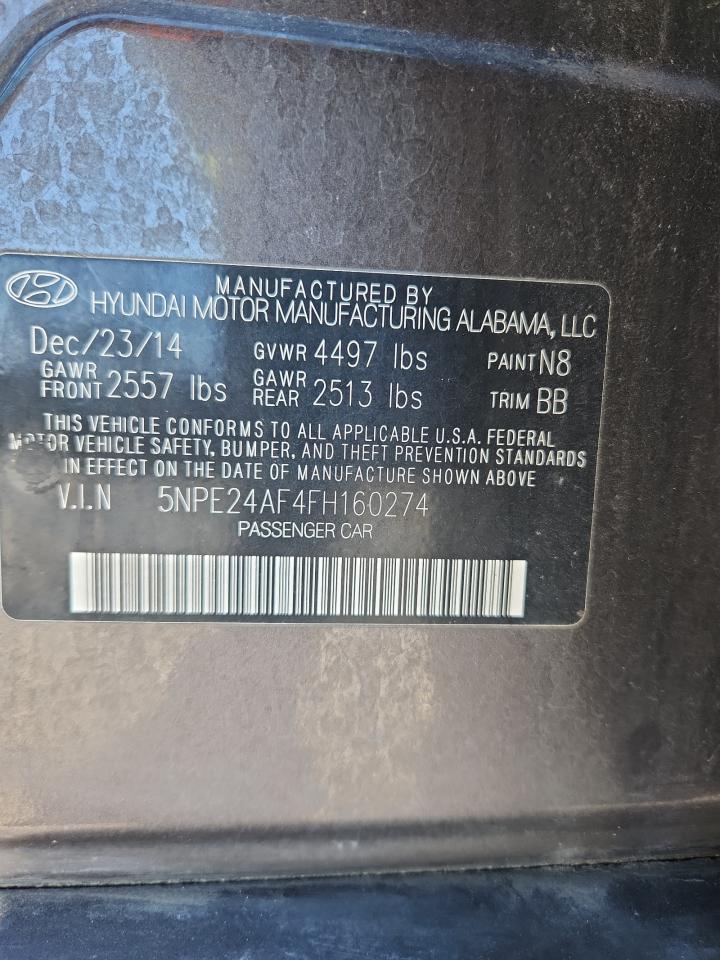 MANUFACTURED BY
HYUNDAI MOTOR MANUFACTURING ALABAMA, LLC
Dec/23/14 GVWR 4497 lbs PAINT N8
GAWR FRONT 2557 lbs GAWR REAR 2513 lbs TRIM BB
THIS VEHICLE CONFORMS TO ALL APPLICABLE U.S.A. FEDERAL
MOTOR VEHICLE SAFETY, BUMPER, AND THEFT PREVENTION STANDARDS
IN EFFECT ON THE DATE OF MANUFACTURE SHOWN ABOVE
V.I.N 5NPE24AF4FH160274
PASSENGER CAR